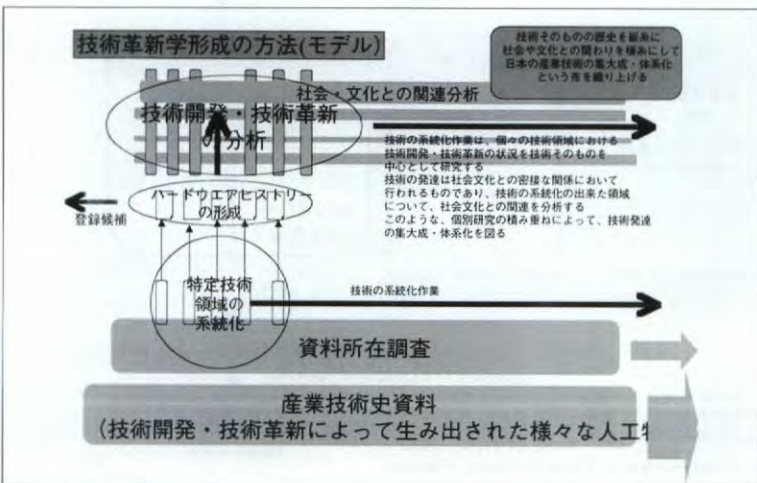 技術革新学形成の方法(モデル)
技術そのものの歴史を縦糸に
社会や文化との関わりを横糸にして
日本の産業技術の集大成・体系化
という布を織り上げる
社会・文化との関連分析
技術開発・技術革新
の分析
技術の系統化作業は、個々の技術領域における
技術開発・技術革新の状況を技術そのものを
中心として研究する
技術の発達は社会文化との密接な関係において
行われるものであり、技術の系統化の出来た領域
について、社会文化との関連を分析する
このような、個別研究の積み重ねによって、技術発達
の集大成・体系化を図る
ハードウエアヒストリー
の形成
登録候補
特定技術
領域の
系統化
技術の系統化作業
資料所在調査
産業技術史資料
(技術開発・技術革新によって生み出された様々な人工物